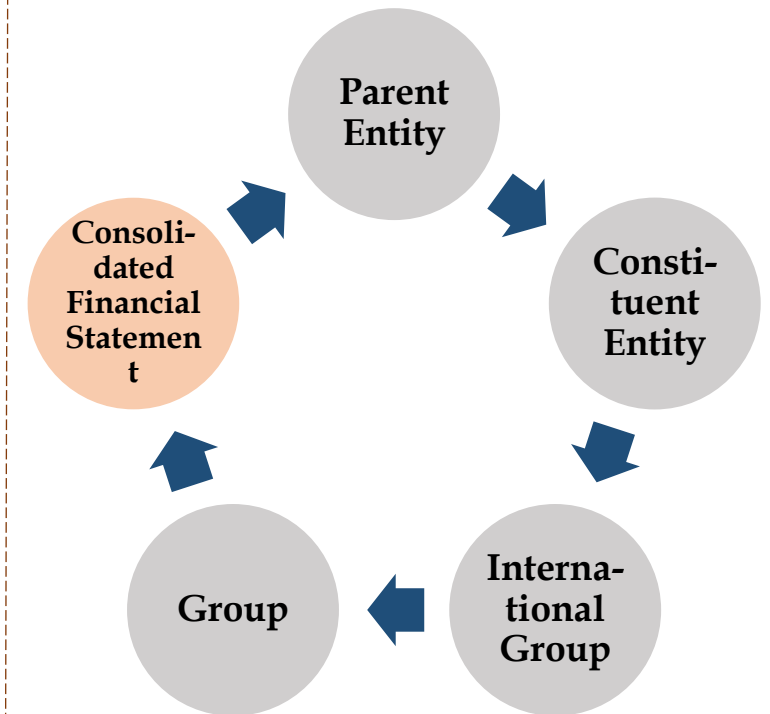 Parent
Entity
Consti-
tuent
Entity
Interna-
tional
Group
Group
Consoli-
dated
Financial
Statemen
t